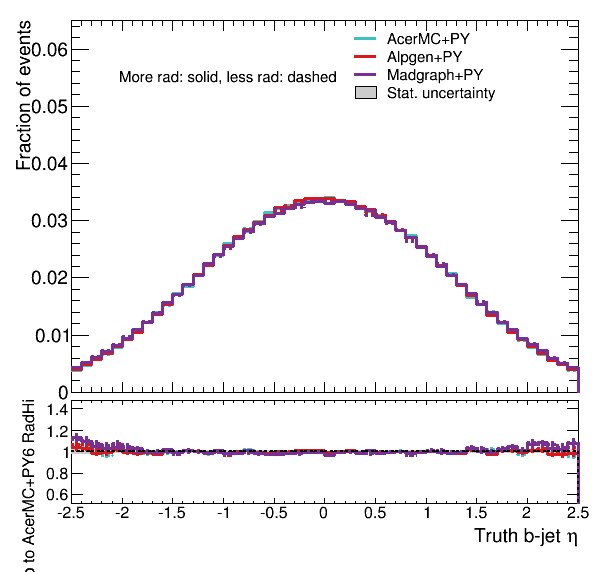 Fraction of events
0.06
0.05
0.04
0.03
0.02
0.01
0
AcerMC+PY
Alpgen+PY
Madgraph+PY
Stat. uncertainty
More rad: solid, less rad: dashed
o to AcerMC+PY6 RadHi
1.4
1.2
1
0.8
0.6
-2.5 -2 -1.5 -1 -0.5 0 0.5 1 1.5 2 2.5
Truth b-jet η